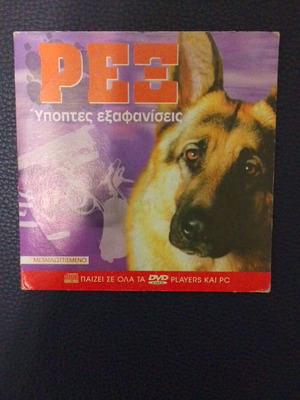 ΡΕΞ
Ύποπτες εξαφανίσεις
ΜΕΤΑΓΛΩΤΤΙΣΜΕΝΟ
ΠΑΙΖΕΙ ΣΕ ΟΛΑ ΤΑ DVD PLAYERS ΚΑΙ PC